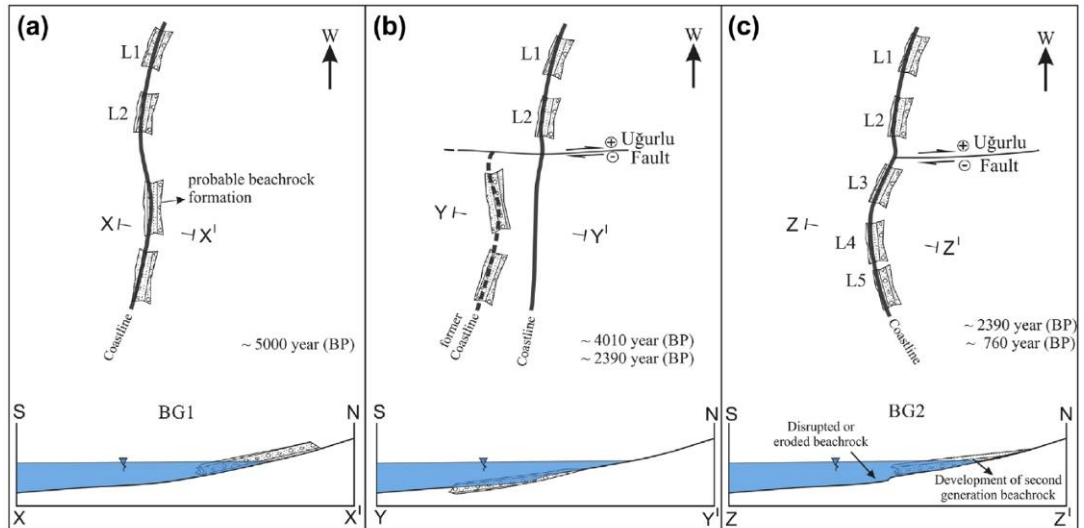 (a)
W
L1
L2
probable beachrock
formation
X
X'
Coastline
~ 5000 year (BP)
S
BG1
N
X
X'
(b)
W
L1
L2
Uğurlu
Fault
Y
Y'
former
Coastline
Coastline
~ 4010 year (BP)
~ 2390 year (BP)
S
N
Y
Y'
(c)
W
L1
L2
Uğurlu
Fault
L3
Z
Z'
L4
L5
Coastline
~ 2390 year (BP)
~ 760 year (BP)
S
BG2
N
Disrupted or
eroded beachrock
Development of second
generation beachrock
Z
Z'